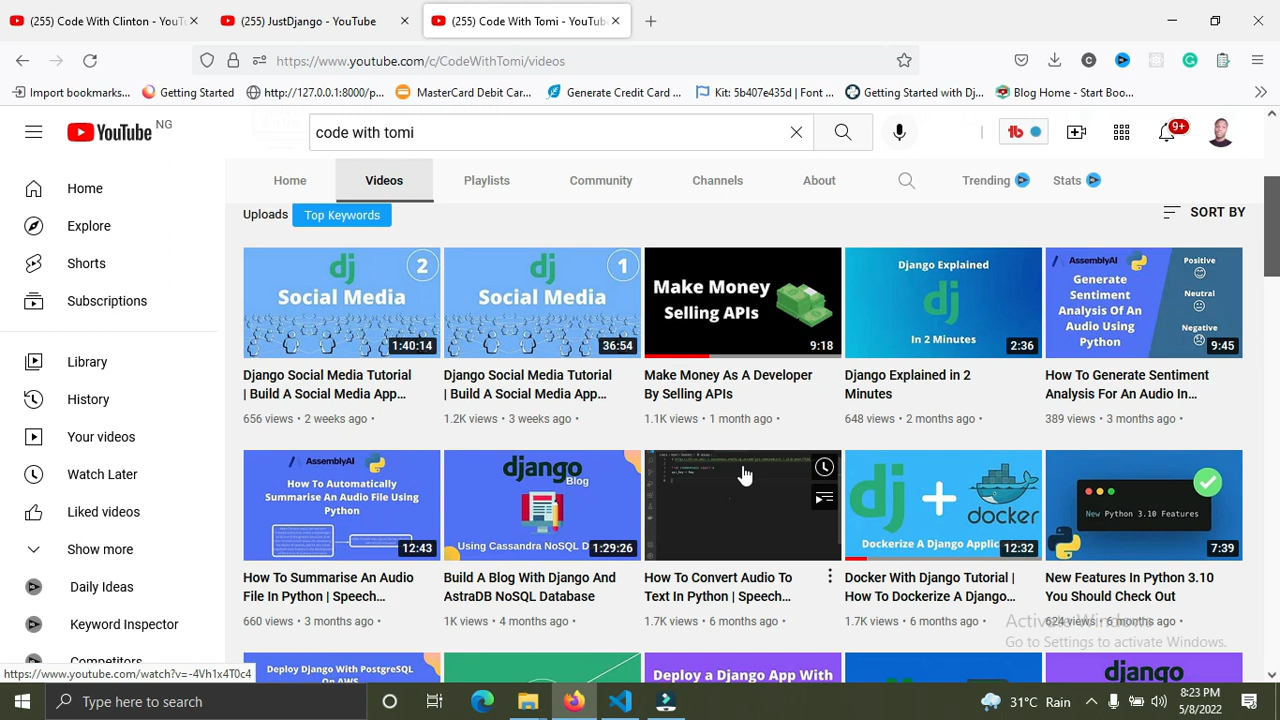 (255) Code With Clinton - YouT
(255) JustDjango - YouTube
(255) Code With Tomi - YouTube
https://www.youtube.com/c/CodeWithTomi/videos
Import bookmarks...
Getting Started
http://127.0.0.1:8000/p...
MasterCard Debit Car...
Generate Credit Card ...
Kit: 5b407e435d | Font ...
Getting Started with Dj...
Blog Home - Start Boo...
YouTube NG
code with tomi
9+
Home
Videos
Playlists
Community
Channels
About
Trending
Stats
Home
Explore
Shorts
Subscriptions
Library
History
Your videos
Watch Later
Liked videos
Show more
Daily Ideas
Keyword Inspector
Competitors
Uploads
Top Keywords
SORT BY
dj 2
Social Media
1:40:14
dj 1
Social Media
36:54
Make Money
Selling APIs
9:18
Django Explained
dj
In 2 Minutes
2:36
AssemblyAI
Generate
Sentiment
Analysis Of An
Audio Using
Python
Positive
Neutral
Negative
9:45
Django Social Media Tutorial
| Build A Social Media App...
656 views • 2 weeks ago
Django Social Media Tutorial
| Build A Social Media App...
1.2K views • 3 weeks ago
Make Money As A Developer
By Selling APIs
1.1K views • 1 month ago
Django Explained in 2
Minutes
648 views • 2 months ago
How To Generate Sentiment
Analysis For An Audio In...
389 views • 3 months ago
AssemblyAI
How To Automatically
Summarise An Audio File Using
Python
12:43
django
Blog
Using Cassandra NoSQL D
1:29:26
dj + docker
Dockerize A Django Applic
12:32
New Python 3.10 Features
7:39
How To Summarise An Audio
File In Python | Speech...
660 views • 3 months ago
Build A Blog With Django And
AstraDB NoSQL Database
1K views • 4 months ago
How To Convert Audio To
Text In Python | Speech...
1.7K views • 6 months ago
Docker With Django Tutorial |
How To Dockerize A Django...
1.7K views • 6 months ago
New Features In Python 3.10
You Should Check Out
624 views • 6 months ago
Activate Windows
Go to Settings to activate Windows.
Deploy Django With PostgreSQL
On AWS
Deploy a Django App With
django
https://www.youtube.com/watch?v=-4Vh1x4T0c4
Type here to search
31°C Rain
8:23 PM
5/8/2022